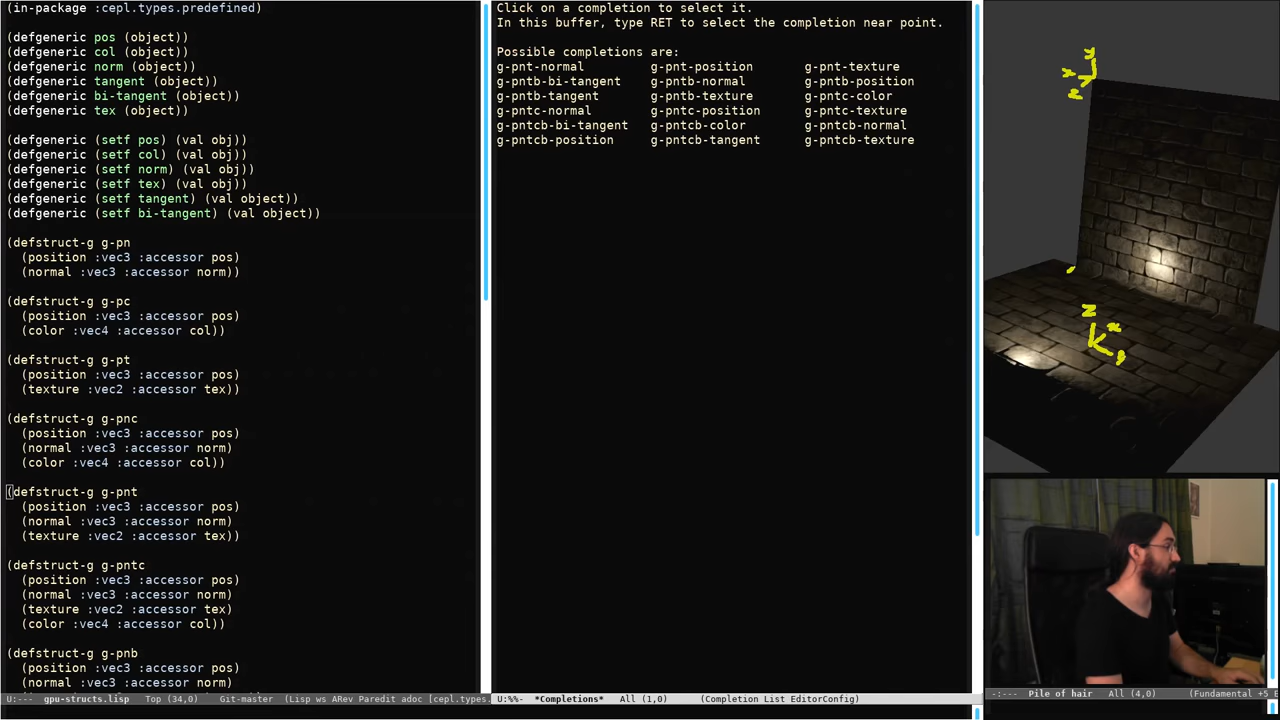 (in-package :cepl.types.predefined)
(defgeneric pos (object))
(defgeneric col (object))
(defgeneric norm (object))
(defgeneric tangent (object))
(defgeneric bi-tangent (object))
(defgeneric tex (object))
(defgeneric (setf pos) (val obj))
(defgeneric (setf col) (val obj))
(defgeneric (setf norm) (val obj))
(defgeneric (setf tex) (val obj))
(defgeneric (setf tangent) (val object))
(defgeneric (setf bi-tangent) (val object))
(defstruct-g g-pn
(position :vec3 :accessor pos)
(normal :vec3 :accessor norm))
(defstruct-g g-pc
(position :vec3 :accessor pos)
(color :vec4 :accessor col))
(defstruct-g g-pt
(position :vec3 :accessor pos)
(texture :vec2 :accessor tex))
(defstruct-g g-pnc
(position :vec3 :accessor pos)
(normal :vec3 :accessor norm)
(color :vec4 :accessor col))
(defstruct-g g-pnt
(position :vec3 :accessor pos)
(normal :vec3 :accessor norm)
(texture :vec2 :accessor tex))
(defstruct-g g-pntc
(position :vec3 :accessor pos)
(normal :vec3 :accessor norm)
(texture :vec2 :accessor tex)
(color :vec4 :accessor col))
(defstruct-g g-pnb
(position :vec3 :accessor pos)
(normal :vec3 :accessor norm)
U:--- gpu-structs.lisp Top (34,0) Git-master (Lisp ws ARev Paredit adoc [cepl.types.
Click on a completion to select it.
In this buffer, type RET to select the completion near point.
Possible completions are:
g-pnt-normal g-pnt-position g-pnt-texture
g-pntb-bi-tangent g-pntb-normal g-pntb-position
g-pntb-tangent g-pntb-texture g-pntc-color
g-pntc-normal g-pntc-position g-pntc-texture
g-pntcb-bi-tangent g-pntcb-color g-pntcb-normal
g-pntcb-position g-pntcb-tangent g-pntcb-texture
U:%%- *Completions* All (1,0) (Completion List EditorConfig)
y
x
z
z
x
y
-:--- Pile of hair All (4,0) (Fundamental +5 E